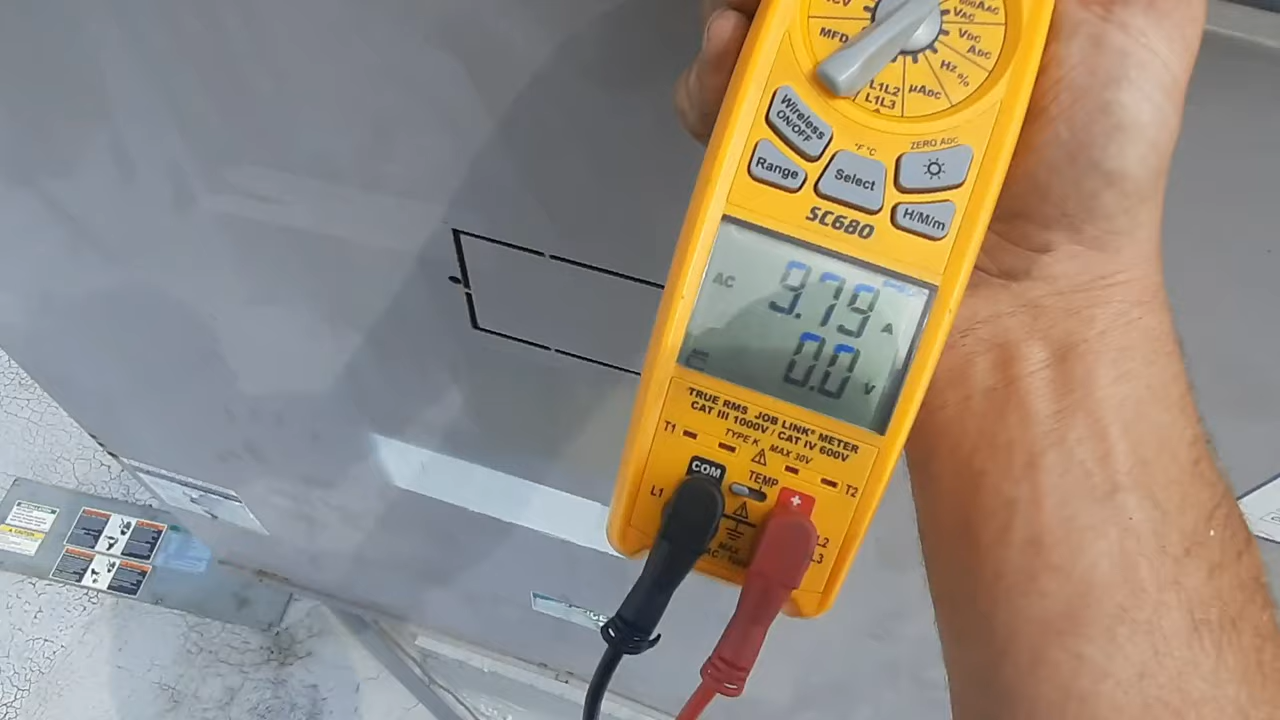 MFD
600AAC
VAC
VDC
ADC
Hz %
µADC
L1L2
L1L3
Wireless
ON/OFF
°F °C
ZERO ADC
Range
Select
H/M/m
SC680
AC
9.79 A
0.0 V
TRUE RMS JOB LINK® METER
CAT III 1000V / CAT IV 600V
T1
TYPE K
MAX 30V
T2
COM
TEMP
+
L1
L2
L3
MAX